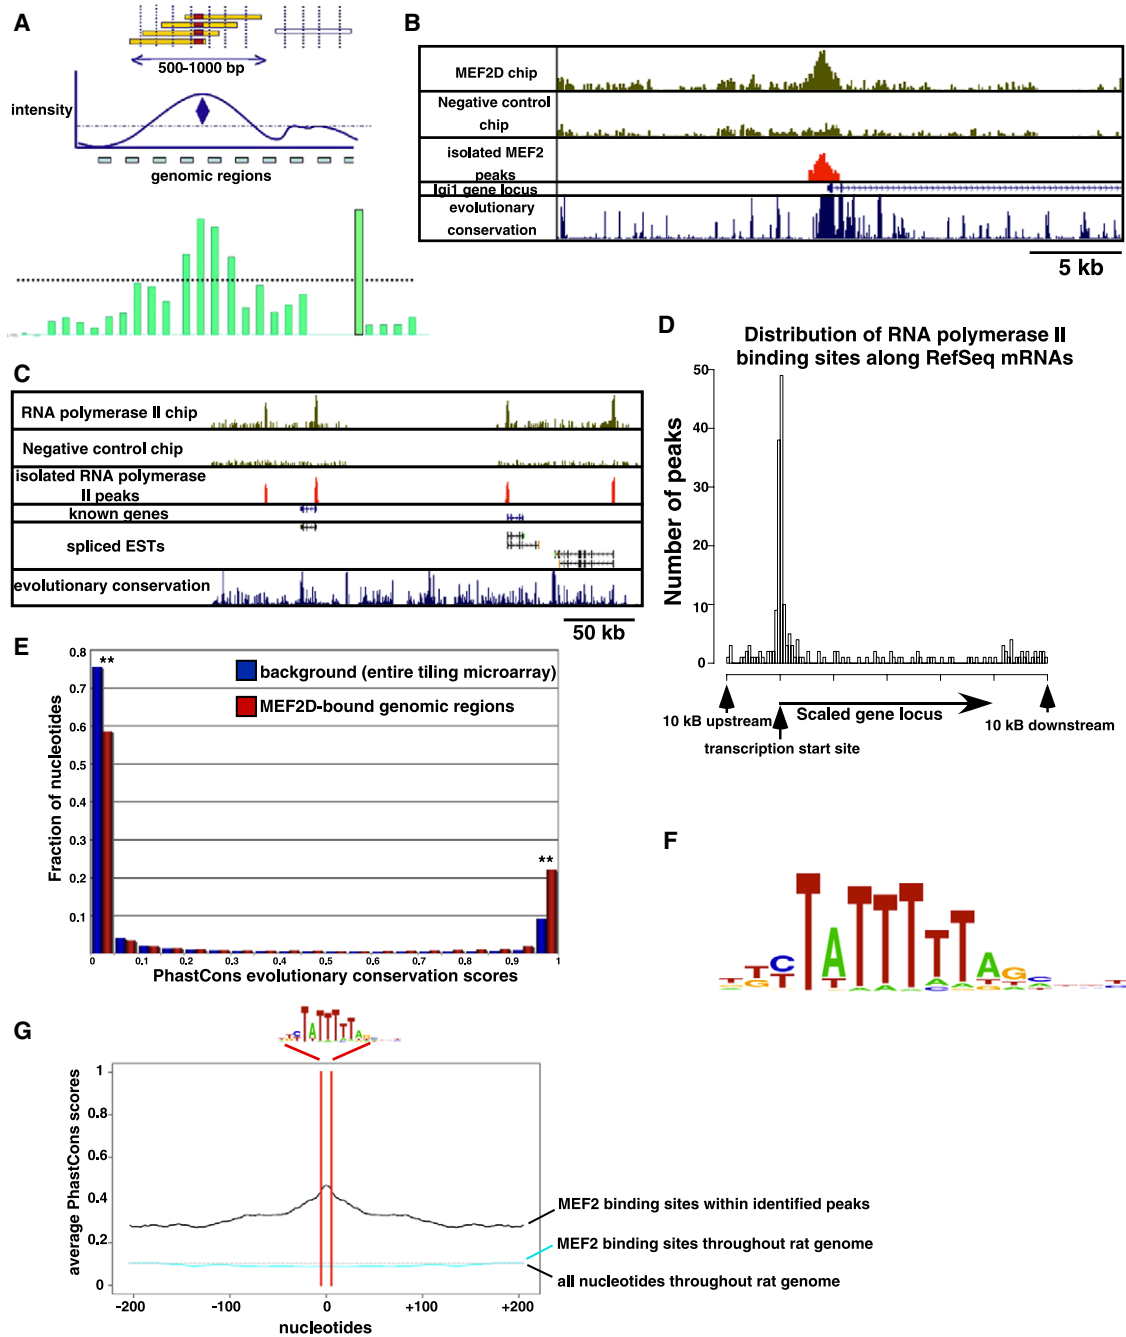 A
500-1000 bp
intensity
genomic regions
B
MEF2D chip
Negative control
chip
isolated MEF2
peaks
lgi1 gene locus
evolutionary
conservation
5 kb
C
RNA polymerase II chip
Negative control chip
isolated RNA polymerase
II peaks
known genes
spliced ESTs
evolutionary conservation
50 kb
D
Distribution of RNA polymerase II
binding sites along RefSeq mRNAs
Number of peaks
50
40
30
20
10
0
10 kB upstream
Scaled gene locus
10 kB downstream
transcription start site
E
Fraction of nucleotides
0.8
0.7
0.6
0.5
0.4
0.3
0.2
0.1
**
**
background (entire tiling microarray)
MEF2D-bound genomic regions
0 0.1 0.2 0.3 0.4 0.5 0.6 0.7 0.8 0.9 1
PhastCons evolutionary conservation scores
F
TTCTATTTTTAGC
G
TATTTTTA
average PhastCons scores
1
0.8
0.6
0.4
0.2
0
-200 -100 0 +100 +200
nucleotides
MEF2 binding sites within identified peaks
MEF2 binding sites throughout rat genome
all nucleotides throughout rat genome